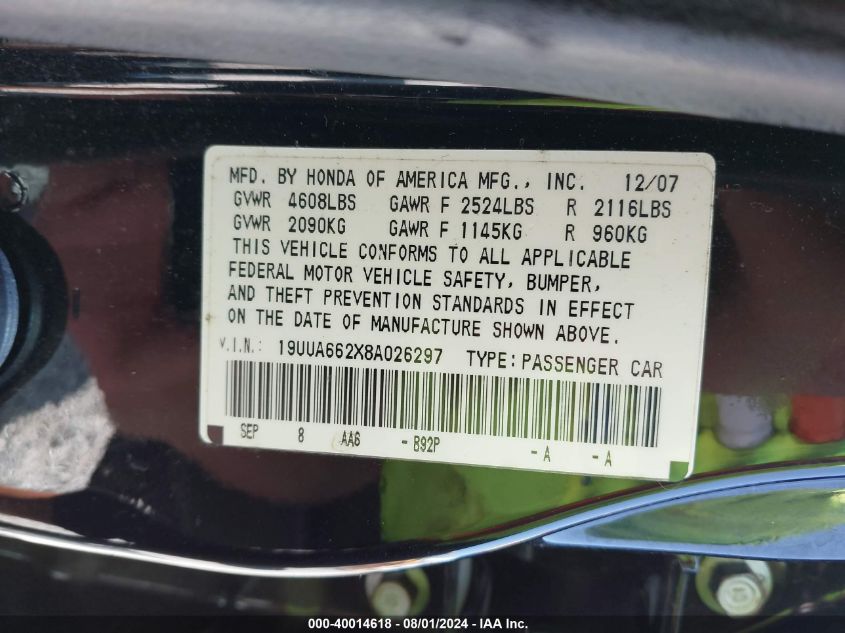 MFD. BY HONDA OF AMERICA MFG., INC. 12/07
GVWR 4608LBS GAWR F 2524LBS R 2116LBS
GVWR 2090KG GAWR F 1145KG R 960KG
THIS VEHICLE CONFORMS TO ALL APPLICABLE
FEDERAL MOTOR VEHICLE SAFETY, BUMPER,
AND THEFT PREVENTION STANDARDS IN EFFECT
ON THE DATE OF MANUFACTURE SHOWN ABOVE.
V.I.N.: 19UUA662X8A026297 TYPE:PASSENGER CAR
SEP 8 AA6 -B92P -A -A
000-40014618 - 08/01/2024 - IAA Inc.